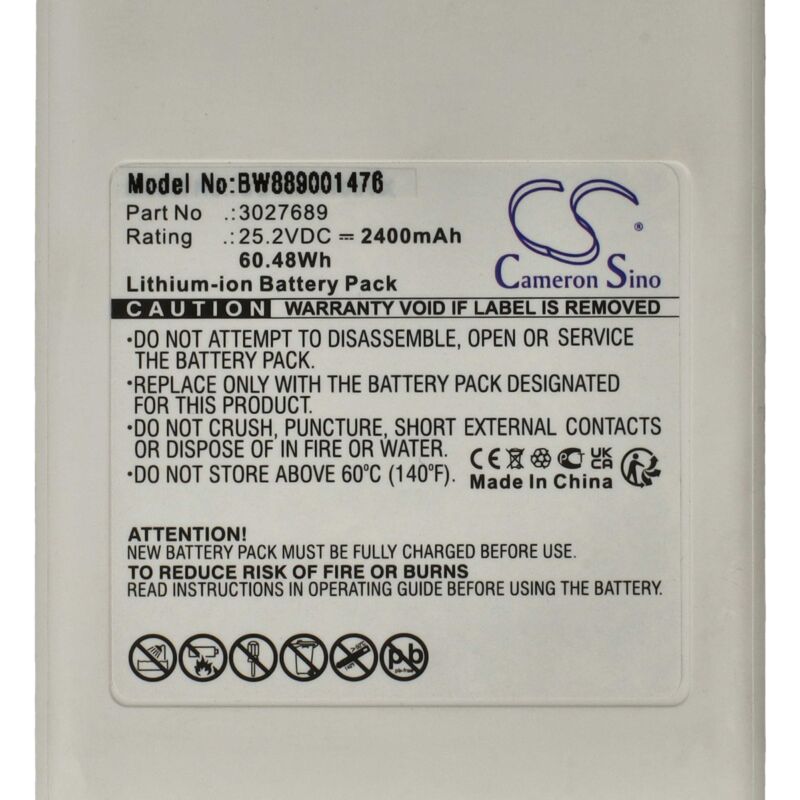 Model No:BW889001476
Part No .:3027689
Rating .:25.2VDC ⎓ 2400mAh
60.48Wh
Lithium-ion Battery Pack
CS ®
Cameron Sino
CAUTION WARRANTY VOID IF LABEL IS REMOVED
•DO NOT ATTEMPT TO DISASSEMBLE, OPEN OR SERVICE
THE BATTERY PACK.
•REPLACE ONLY WITH THE BATTERY PACK DESIGNATED
FOR THIS PRODUCT.
•DO NOT CRUSH, PUNCTURE, SHORT EXTERNAL CONTACTS
OR DISPOSE OF IN FIRE OR WATER.
•DO NOT STORE ABOVE 60°C (140°F).
CE UK CA
Made In China
ATTENTION!
NEW BATTERY PACK MUST BE FULLY CHARGED BEFORE USE.
TO REDUCE RISK OF FIRE OR BURNS
READ INSTRUCTIONS IN OPERATING GUIDE BEFORE USING THE BATTERY.
pb